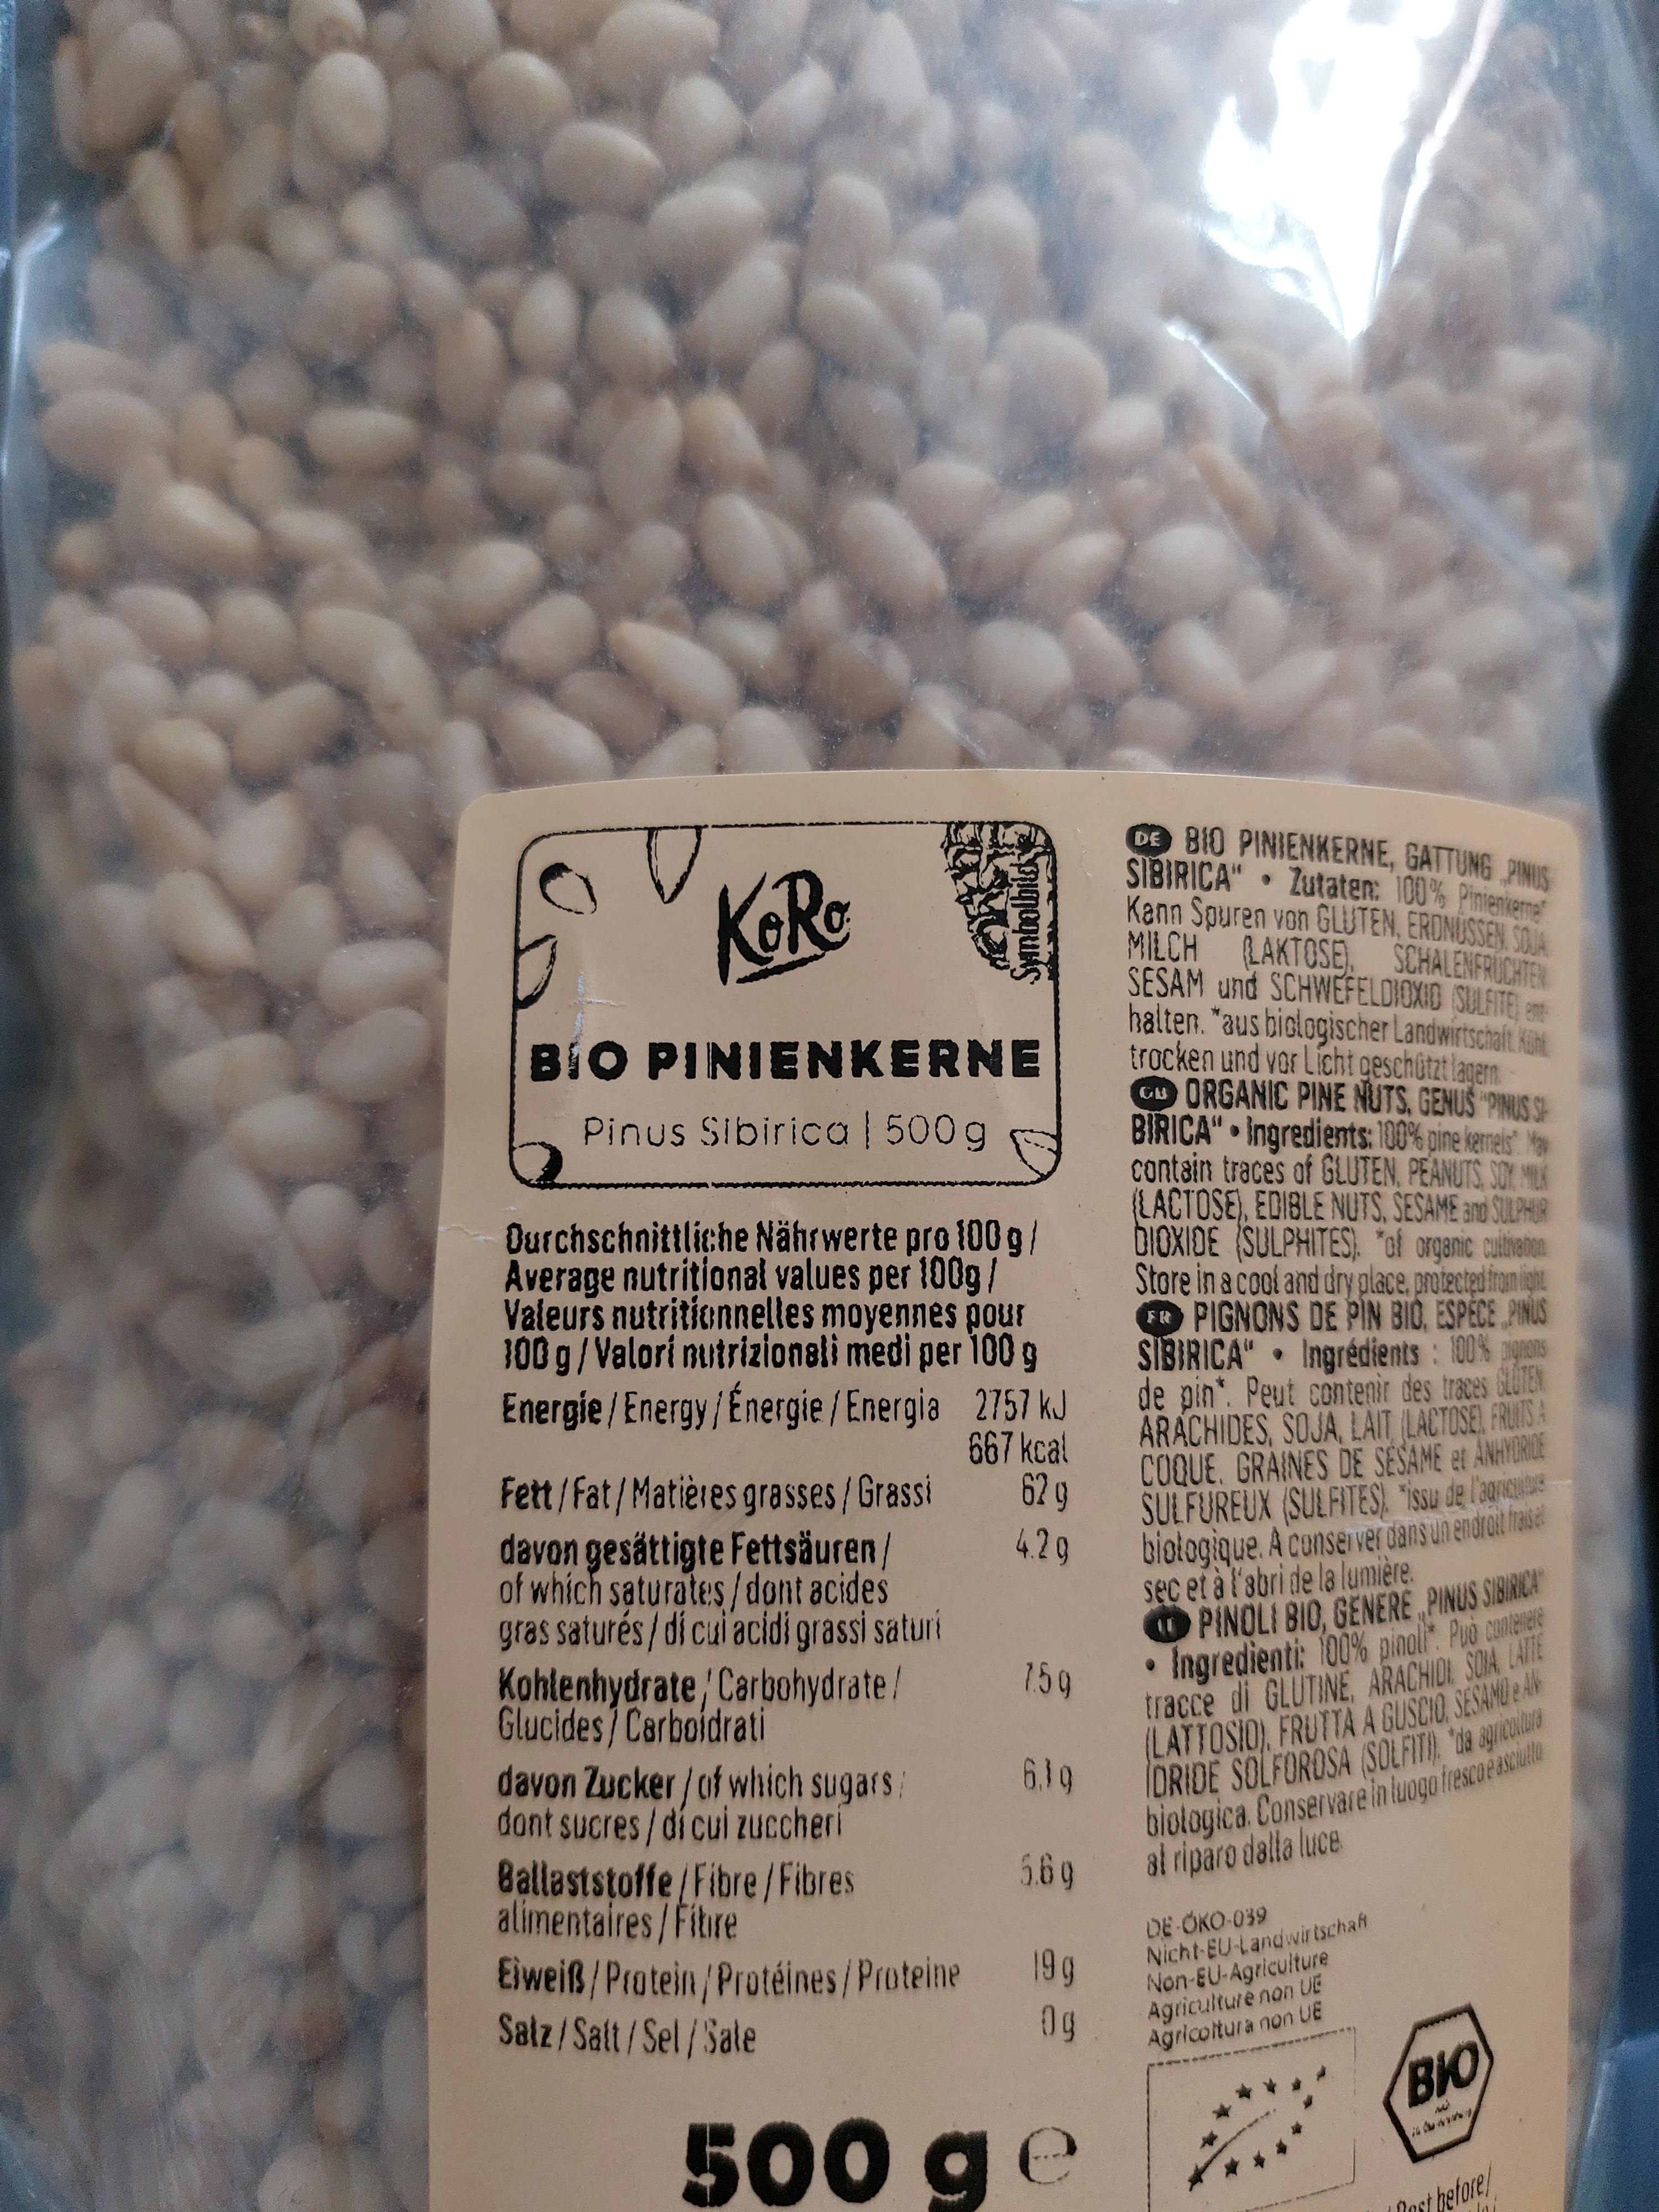 KoRo
Symbolbild
BIO PINIENKERNE
Pinus Sibirica | 500g
Durchschnittliche Nährwerte pro 100 g /
Average nutritional values per 100g /
Valeurs nutritionnelles moyennes pour
100 g / Valori nutrizionali medi per 100 g
Energie / Energy / Énergie / Energia 2757 kJ
667 kcal
Fett / Fat / Matières grasses / Grassi 62 g
davon gesättigte Fettsäuren / 4.2 g
of which saturates / dont acides
gras saturés / di cui acidi grassi saturi
Kohlenhydrate / Carbohydrate / 7.5 g
Glucides / Carboidrati
davon Zucker / of which sugars / 6,1 g
dont sucres / di cui zuccheri
Ballaststoffe / Fibre / Fibres 5.6 g
alimentaires / Fibre
Eiweiß / Protein / Protéines / Proteine 19 g
Salz / Salt / Sel / Sale 0 g
500 g e
DE BIO PINIENKERNE, GATTUNG „PINUS
SIBIRICA" • Zutaten: 100% Pinienkerne*
Kann Spuren von GLUTEN, ERDNÜSSEN, SOJA
MILCH (LAKTOSE), SCHALENFRÜCHTEN
SESAM und SCHWEFELDIOXID (SULFITE) ent-
halten. *aus biologischer Landwirtschaft. Kühl
trocken und vor Licht geschützt lagern.
GB ORGANIC PINE NUTS, GENUS "PINUS SI-
BIRICA" • Ingredients: 100% pine kernels*. May
contain traces of GLUTEN, PEANUTS, SOY, MILK
(LACTOSE), EDIBLE NUTS, SESAME and SULPHUR
DIOXIDE (SULPHITES). *of organic cultivation
Store in a cool and dry place, protected from light.
FR PIGNONS DE PIN BIO, ESPÈCE „PINUS
SIBIRICA" • Ingrédients : 100% pignons
de pin*. Peut contenir des traces GLUTEN,
ARACHIDES, SOJA, LAIT (LACTOSE), FRUITS À
COQUE, GRAINES DE SÉSAME et ANHYDRIDE
SULFUREUX (SULFITES). *issu de l'agriculture
biologique. A conserver dans un endroit frais et
sec et à l'abri de la lumière.
IT PINOLI BIO, GENERE „PINUS SIBIRICA"
• Ingredienti: 100% pinoli*. Può contenere
tracce di GLUTINE, ARACHIDI, SOIA, LATTE
(LATTOSIO), FRUTTA A GUSCIO, SESAMO e AN-
IDRIDE SOLFOROSA (SOLFITI). *da agricoltura
biologica. Conservare in luogo fresco e asciutto
al riparo dalla luce.
DE-ÖKO-039
Nicht-EU-Landwirtschaft
Non-EU-Agriculture
Agriculture non UE
Agricoltura non UE
BIO
Best before/